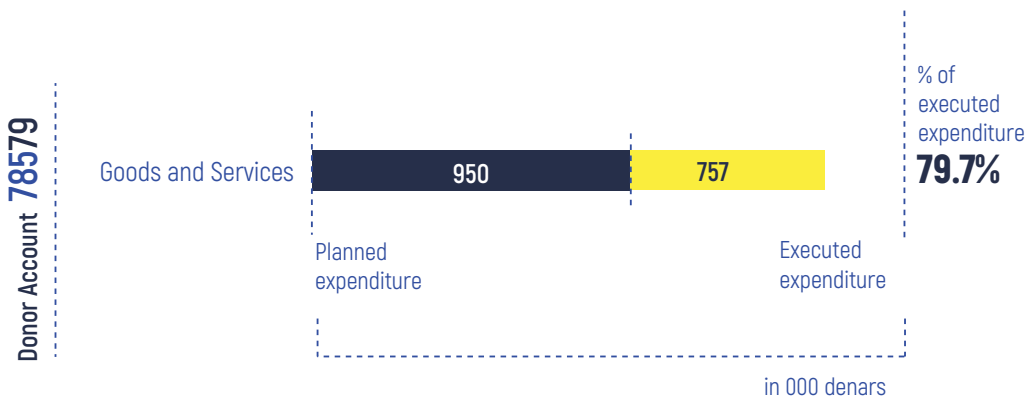 Donor Account 78579
Goods and Services
950
757
% of
executed
expenditure
79.7%
Planned
expenditure
Executed
expenditure
in 000 denars